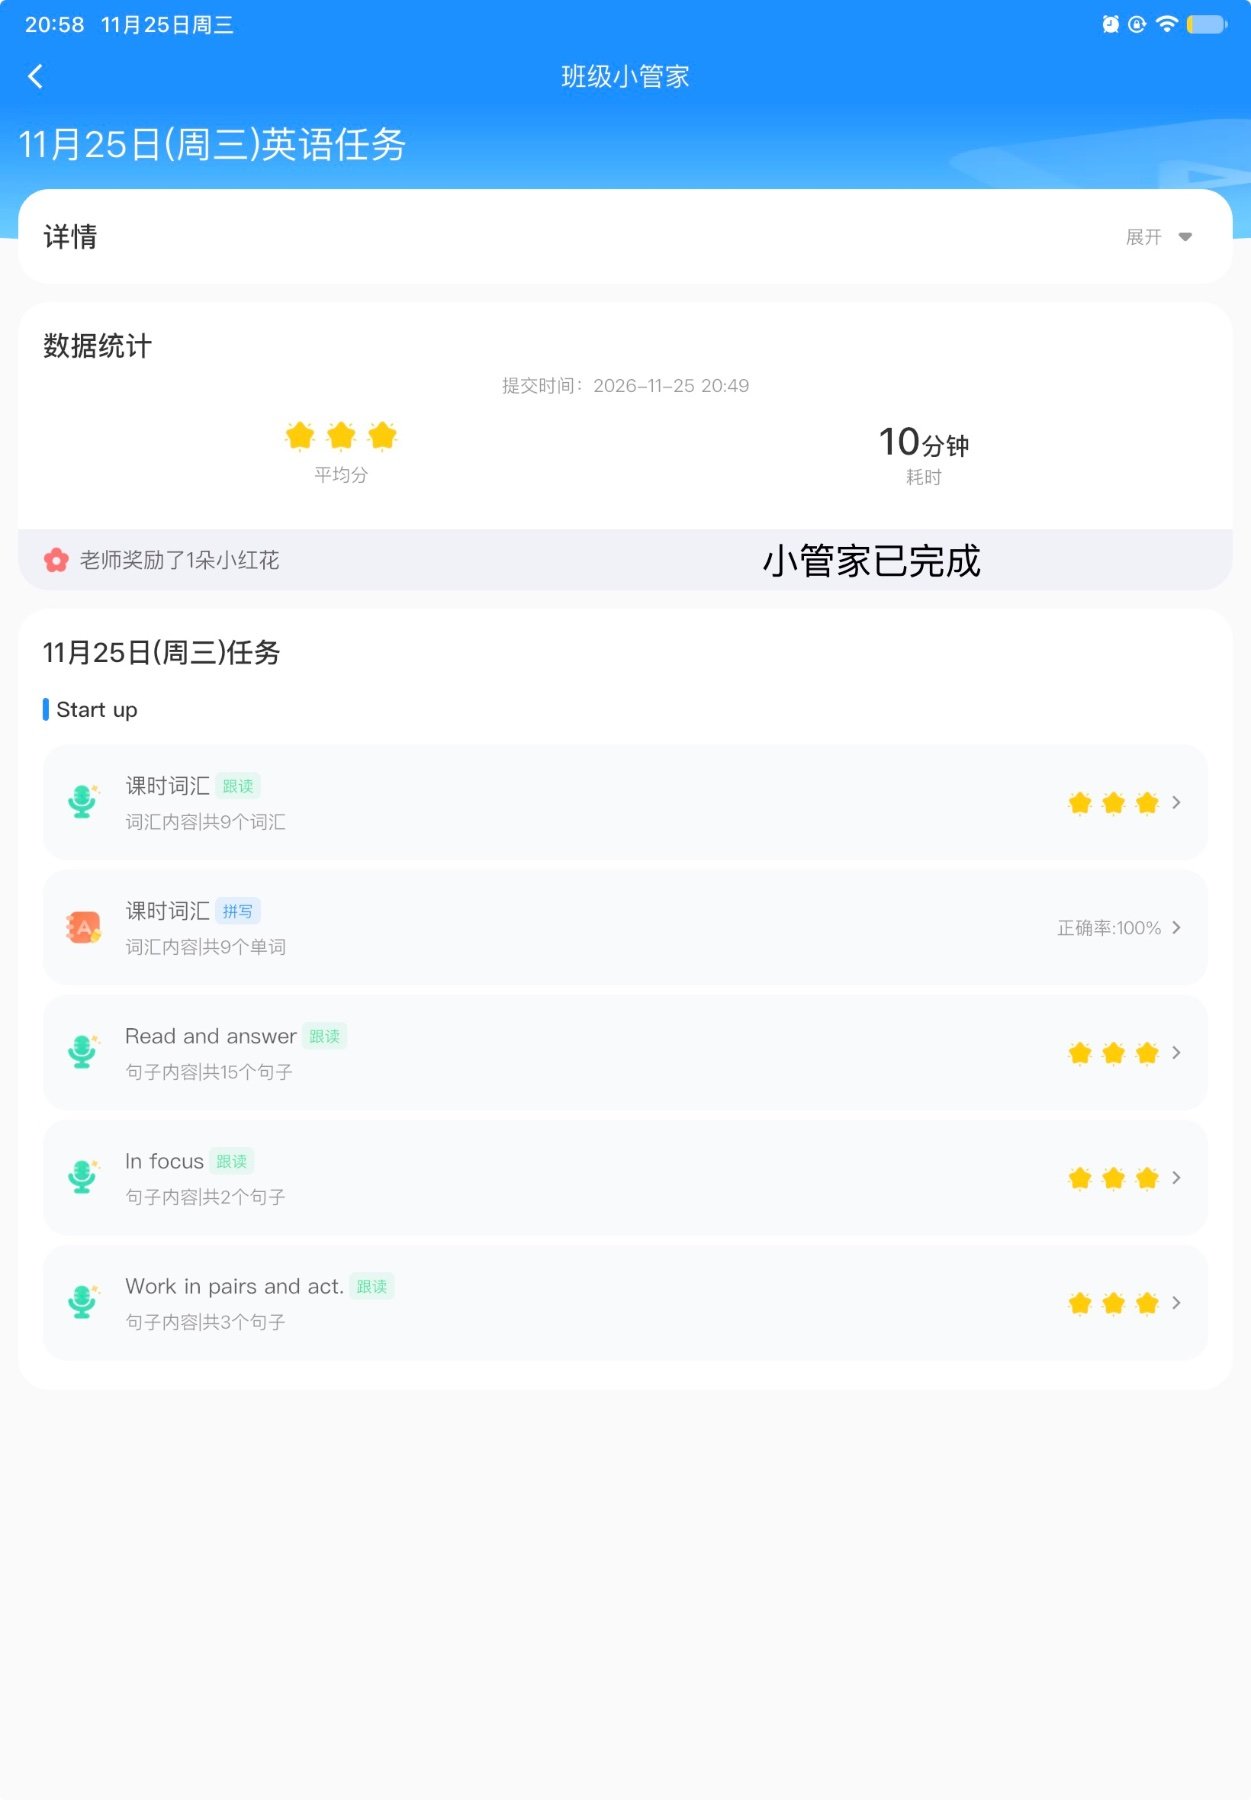 20:58 11月25日周三
班级小管家
11月25日(周三)英语任务
详情
展开
数据统计
提交时间：2026-11-25 20:49
10分钟
平均分
耗时
老师奖励了1朵小红花
小管家已完成
11月25日(周三)任务
Start up
课时词汇 跟读
词汇内容|共9个词汇
课时词汇 拼写
词汇内容|共9个单词
正确率:100%
Read and answer 跟读
句子内容|共15个句子
In focus 跟读
句子内容|共2个句子
Work in pairs and act. 跟读
句子内容|共3个句子